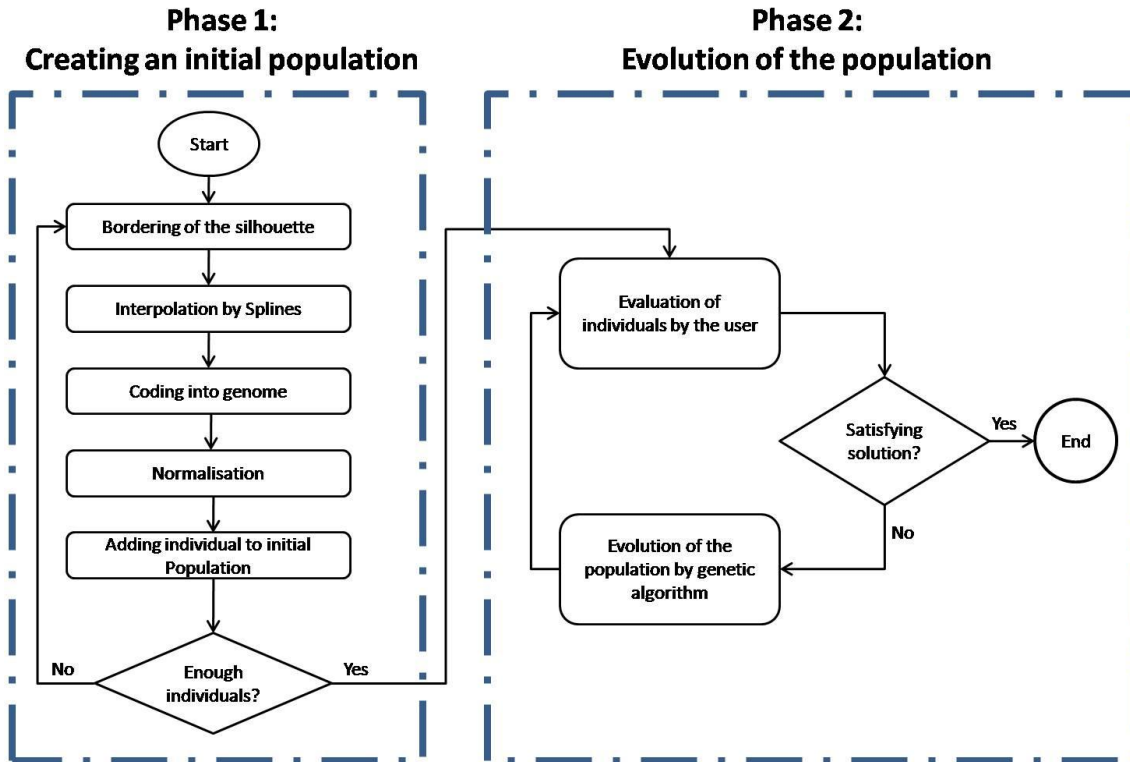 Phase 1:
Creating an initial population
Start
Bordering of the silhouette
Interpolation by Splines
Coding into genome
Normalisation
Adding individual to initial
Population
Enough
individuals?
No
Yes
Phase 2:
Evolution of the population
Evaluation of
individuals by the user
Satisfying
solution?
Yes
End
No
Evolution of the
population by genetic
algorithm